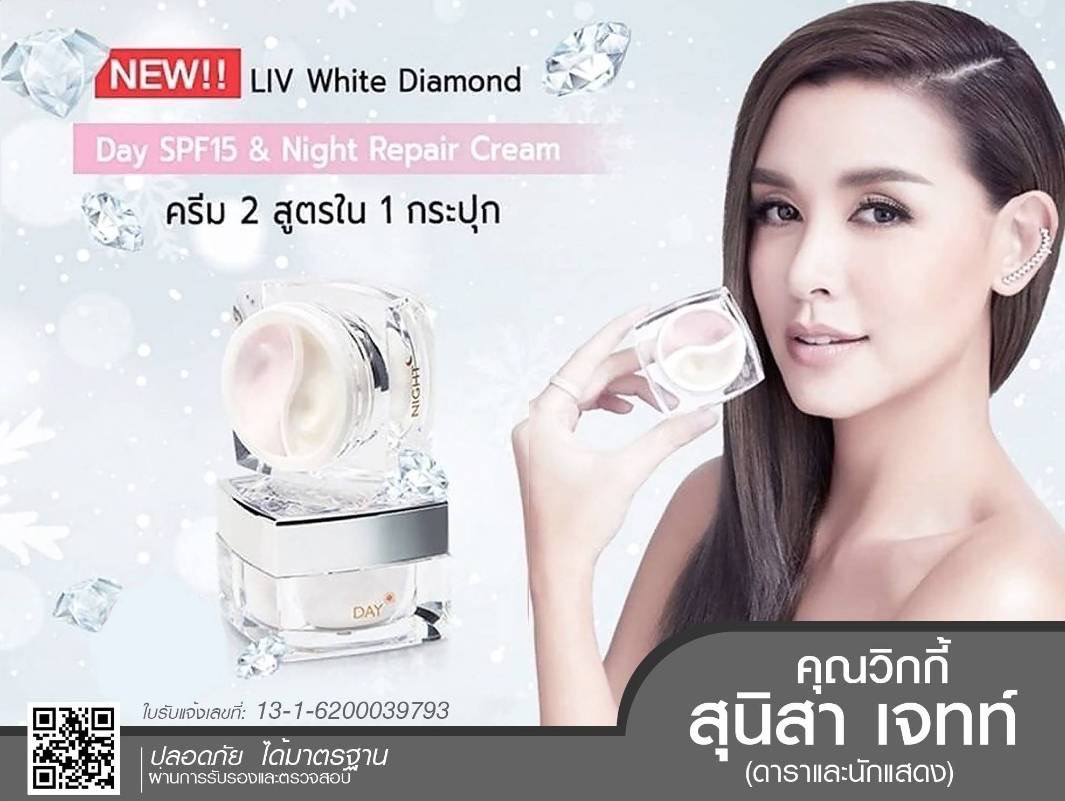 NEW!! LIV White Diamond
Day SPF15 & Night Repair Cream
ครีม 2 สูตรใน 1 กระปุก
NIGHT
DAY
คุณวิกกี้
สุนิสา เจทท์
(ดาราและนักแสดง)
ใบรับแจ้งเลขที่: 13-1-6200039793
ปลอดภัย ได้มาตรฐาน
ผ่านการรับรองและตรวจสอบ